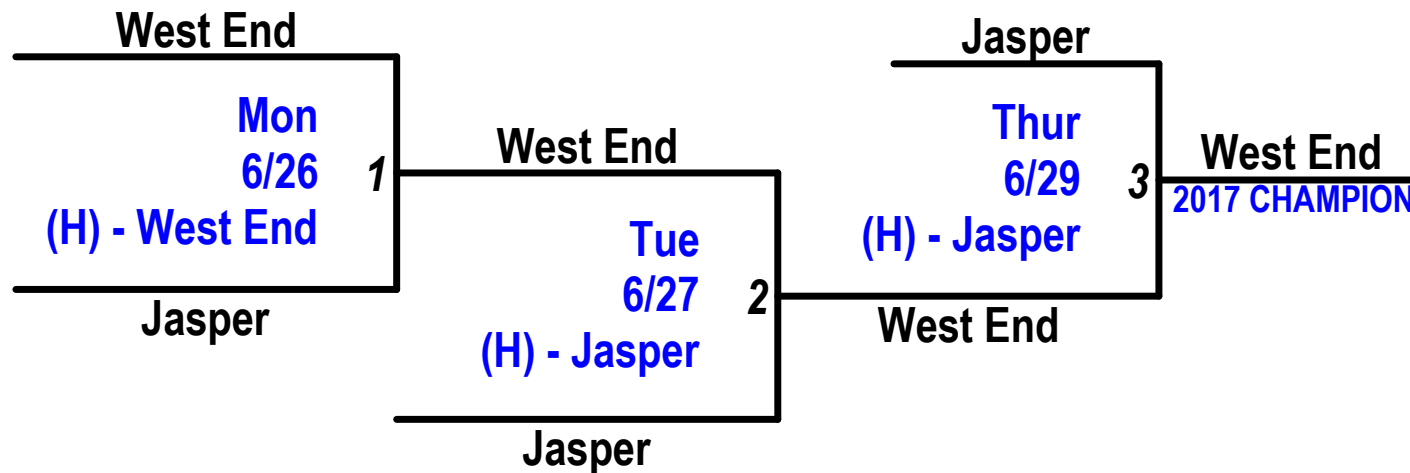 West End
Mon
6/26
1
(H) - West End
Jasper
West End
Tue
6/27
2
(H) - Jasper
Jasper
Jasper
Thur
6/29
3
(H) - Jasper
West End
West End
2017 CHAMPION